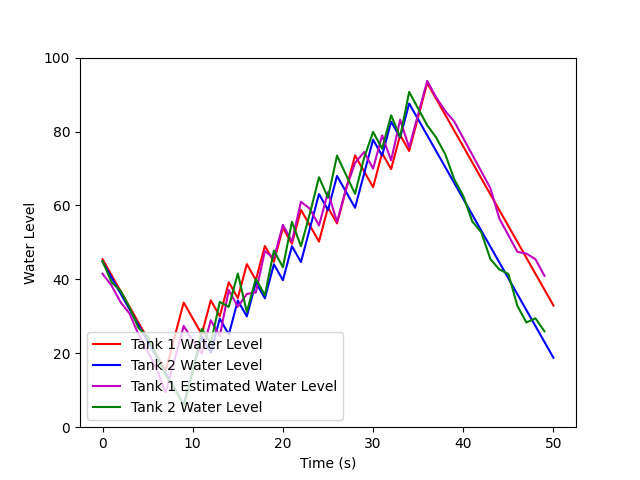 100
80
60
40
20
0
Water Level
Tank 1 Water Level
Tank 2 Water Level
Tank 1 Estimated Water Level
Tank 2 Water Level
0 10 20 30 40 50
Time (s)